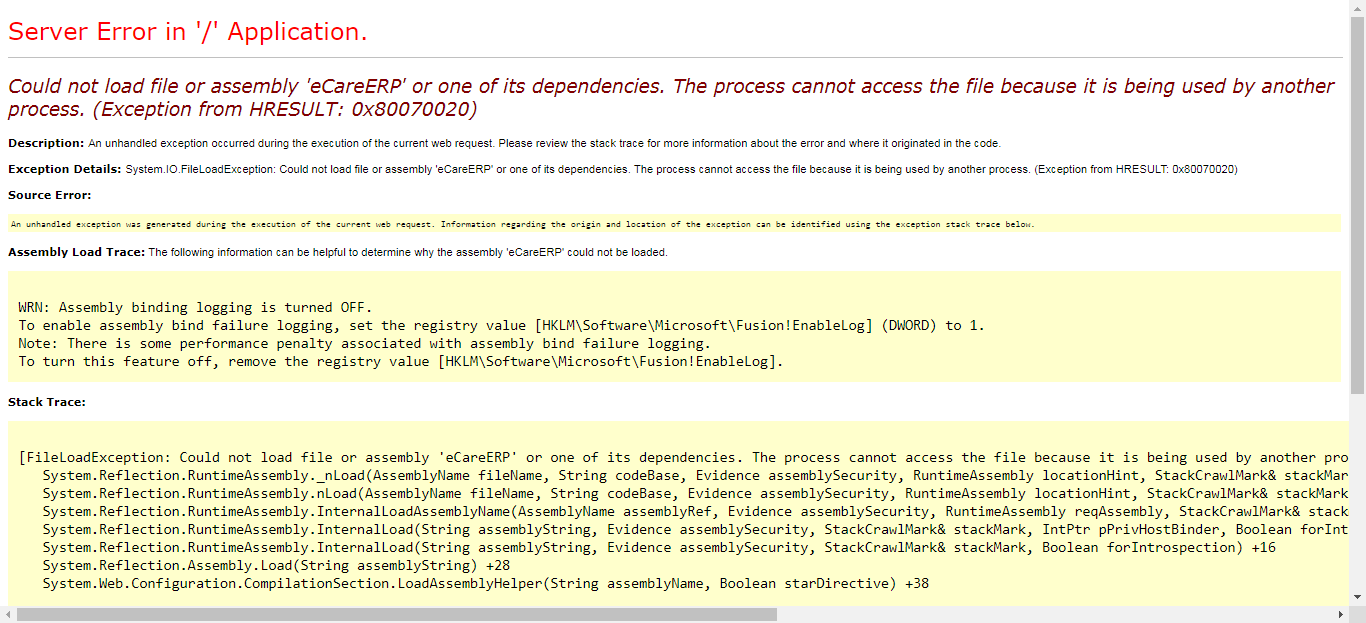 Server Error in '/' Application.
Could not load file or assembly 'eCareERP' or one of its dependencies. The process cannot access the file because it is being used by another
process. (Exception from HRESULT: 0x80070020)
Description: An unhandled exception occurred during the execution of the current web request. Please review the stack trace for more information about the error and where it originated in the code.
Exception Details: System.IO.FileLoadException: Could not load file or assembly 'eCareERP' or one of its dependencies. The process cannot access the file because it is being used by another process. (Exception from HRESULT: 0x80070020)
Source Error:
An unhandled exception was generated during the execution of the current web request. Information regarding the origin and location of the exception can be identified using the exception stack trace below.
Assembly Load Trace: The following information can be helpful to determine why the assembly 'eCareERP' could not be loaded.
WRN: Assembly binding logging is turned OFF.
To enable assembly bind failure logging, set the registry value [HKLM\Software\Microsoft\Fusion!EnableLog] (DWORD) to 1.
Note: There is some performance penalty associated with assembly bind failure logging.
To turn this feature off, remove the registry value [HKLM\Software\Microsoft\Fusion!EnableLog].
Stack Trace:
[FileLoadException: Could not load file or assembly 'eCareERP' or one of its dependencies. The process cannot access the file because it is being used by another pro
System.Reflection.RuntimeAssembly._nLoad(AssemblyName fileName, String codeBase, Evidence assemblySecurity, RuntimeAssembly locationHint, StackCrawlMark& stackMar
System.Reflection.RuntimeAssembly.nLoad(AssemblyName fileName, String codeBase, Evidence assemblySecurity, RuntimeAssembly locationHint, StackCrawlMark& stackMark
System.Reflection.RuntimeAssembly.InternalLoadAssemblyName(AssemblyName assemblyRef, Evidence assemblySecurity, RuntimeAssembly reqAssembly, StackCrawlMark& stack
System.Reflection.RuntimeAssembly.InternalLoad(String assemblyString, Evidence assemblySecurity, StackCrawlMark& stackMark, IntPtr pPrivHostBinder, Boolean forInt
System.Reflection.RuntimeAssembly.InternalLoad(String assemblyString, Evidence assemblySecurity, StackCrawlMark& stackMark, Boolean forIntrospection) +16
System.Reflection.Assembly.Load(String assemblyString) +28
System.Web.Configuration.CompilationSection.LoadAssemblyHelper(String assemblyName, Boolean starDirective) +38